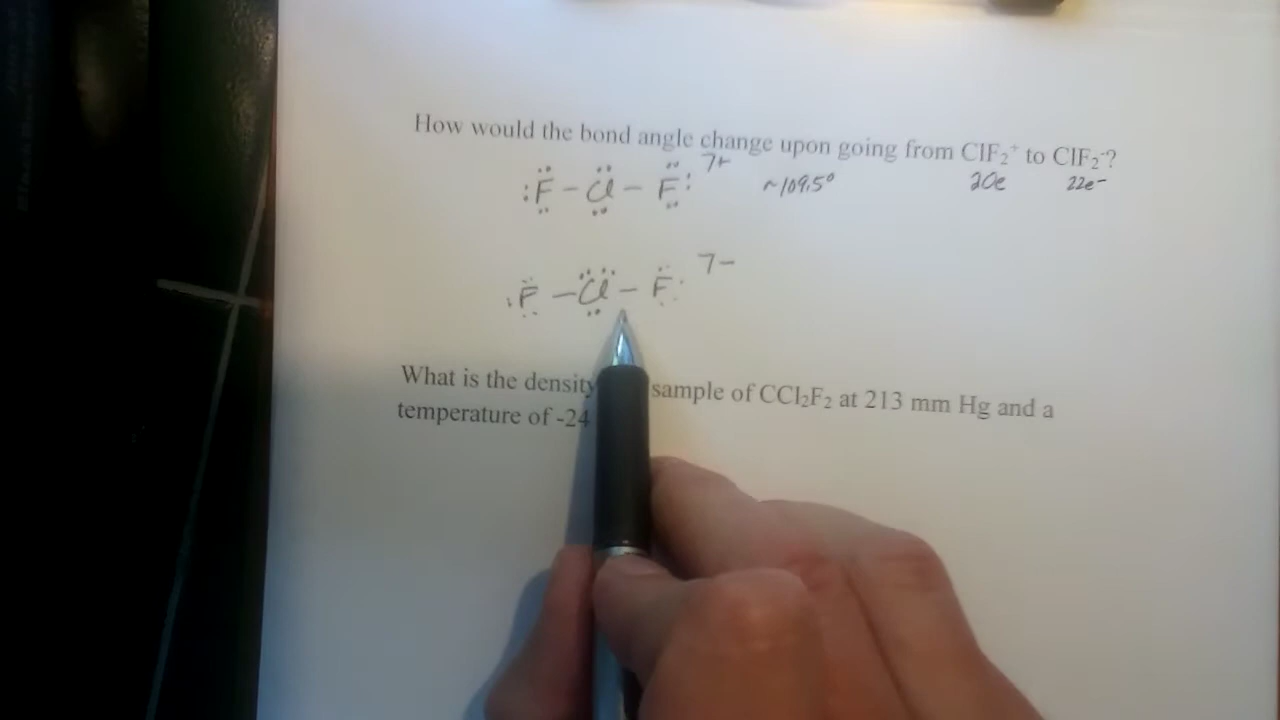 How would the bond angle change upon going from ClF₂⁺ to ClF₂⁻?
:F̈ – C̈l – F̈: ⁷⁺ ~109.5° 20e 22e⁻
:F – Cl – F: ⁷⁻
What is the density sample of CCl₂F₂ at 213 mm Hg and a
temperature of -24